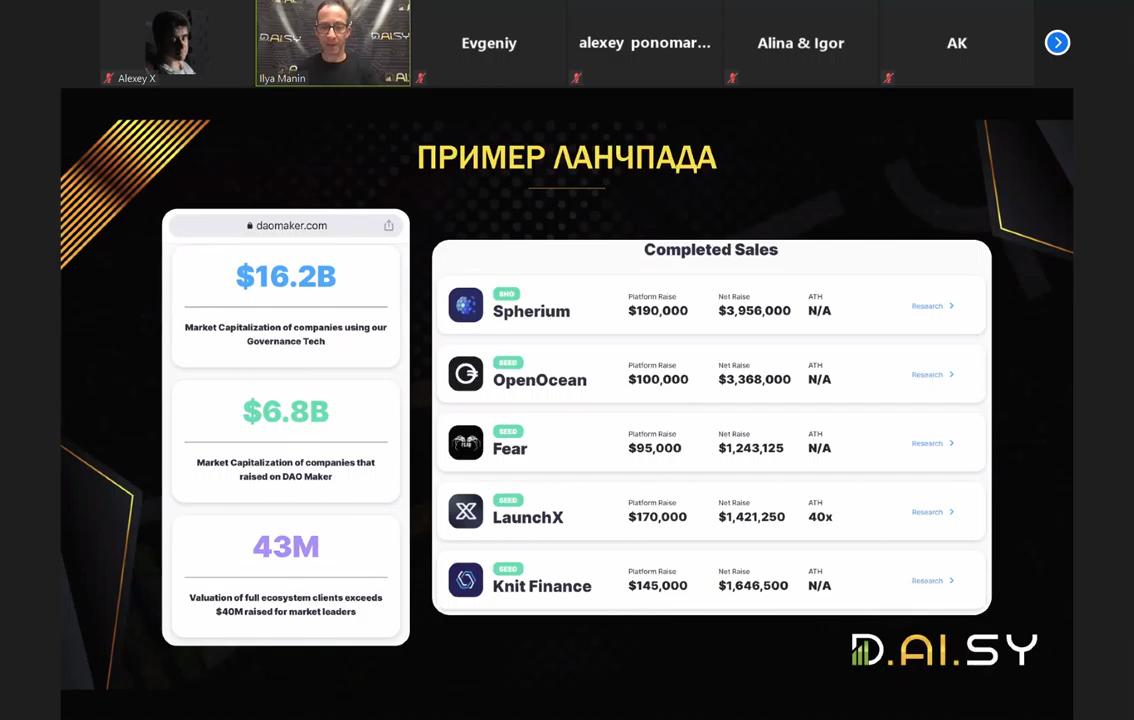 Alexey X
D.AI.SY
D.AI.SY
Ilya Manin
Evgeniy
alexey ponomar...
Alina & Igor
AK
ПРИМЕР ЛАНЧПАДА
daomaker.com
$16.2B
Market Capitalization of companies using our
Governance Tech
$6.8B
Market Capitalization of companies that
raised on DAO Maker
43M
Valuation of full ecosystem clients exceeds
$40M raised for market leaders
Completed Sales
SHO
Spherium
Platform Raise
$190,000
Net Raise
$3,956,000
ATH
N/A
Research
SEED
OpenOcean
Platform Raise
$100,000
Net Raise
$3,368,000
ATH
N/A
Research
SEED
Fear
Platform Raise
$95,000
Net Raise
$1,243,125
ATH
N/A
Research
SEED
LaunchX
Platform Raise
$170,000
Net Raise
$1,421,250
ATH
40x
Research
SEED
Knit Finance
Platform Raise
$145,000
Net Raise
$1,646,500
ATH
N/A
Research
D.AI.SY